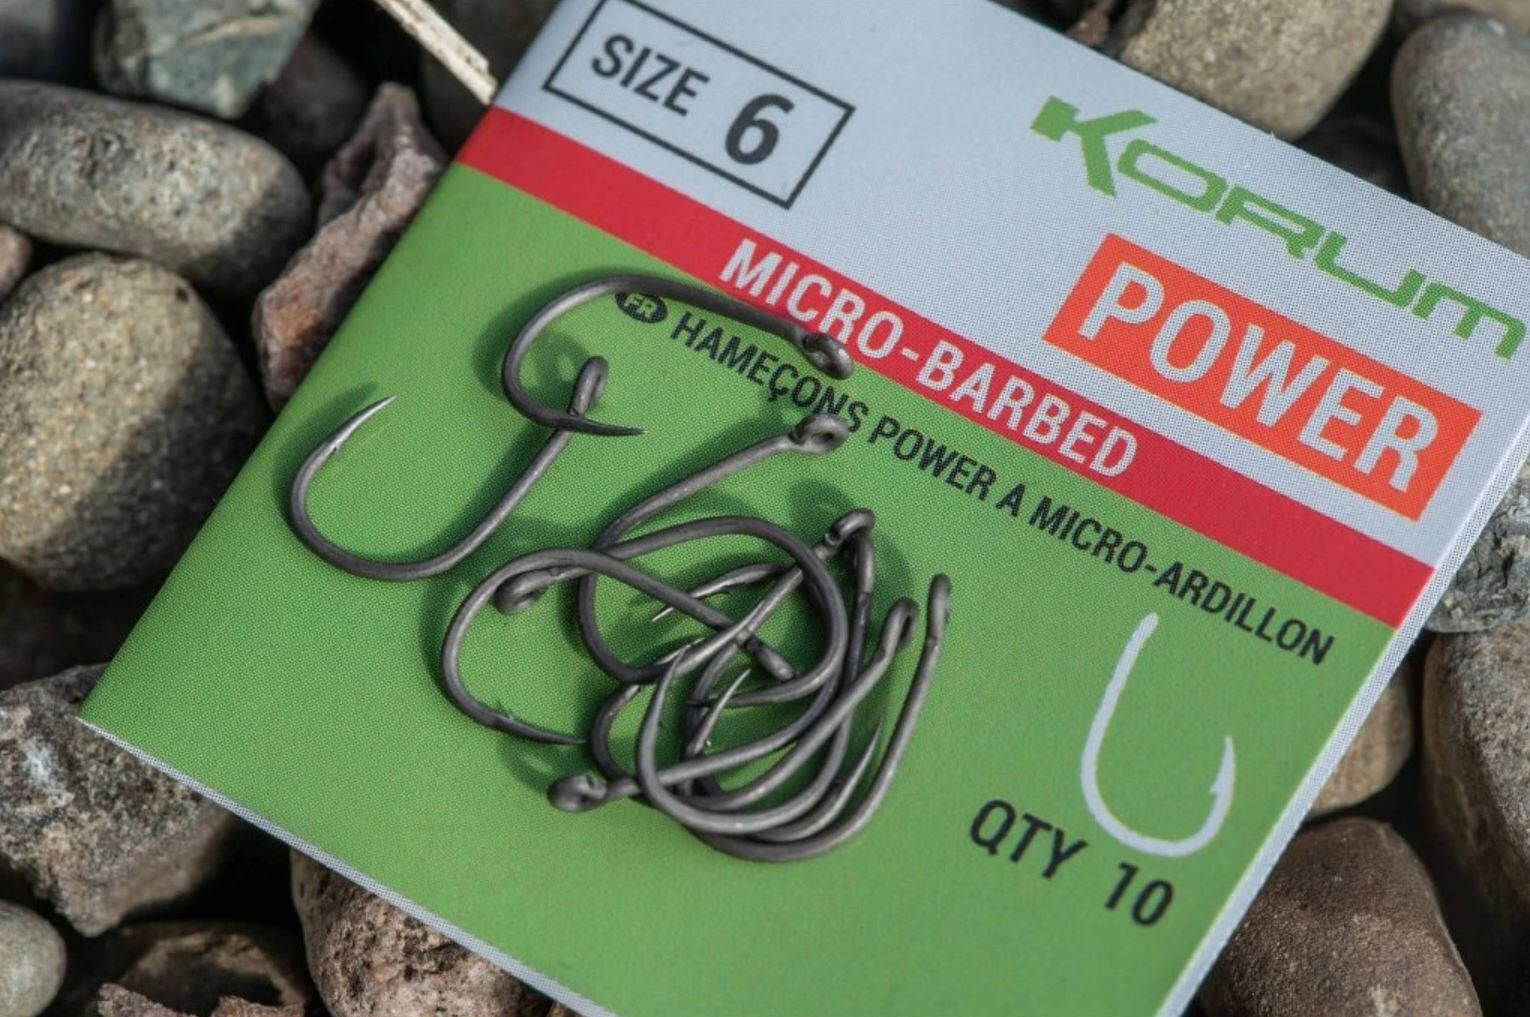 SIZE 6
KORUM
POWER
MICRO-BARBED
FR HAMEÇONS POWER A MICRO-ARDILLON
QTY 10